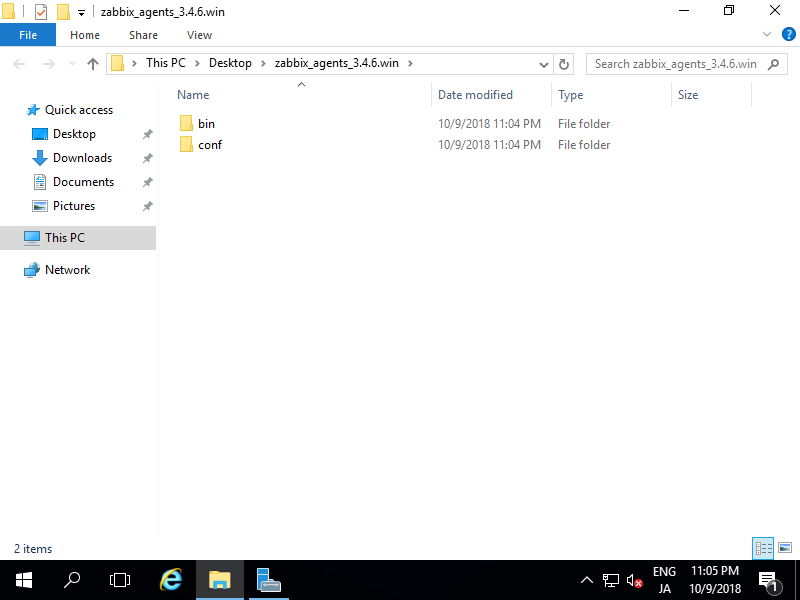 zabbix_agents_3.4.6.win
File Home Share View
This PC Desktop zabbix_agents_3.4.6.win Search zabbix_agents_3.4.6.win
Name Date modified Type Size
Quick access
bin 10/9/2018 11:04 PM File folder
Desktop
conf 10/9/2018 11:04 PM File folder
Downloads
Documents
Pictures
This PC
Network
2 items
ENG 11:05 PM
JA 10/9/2018
1